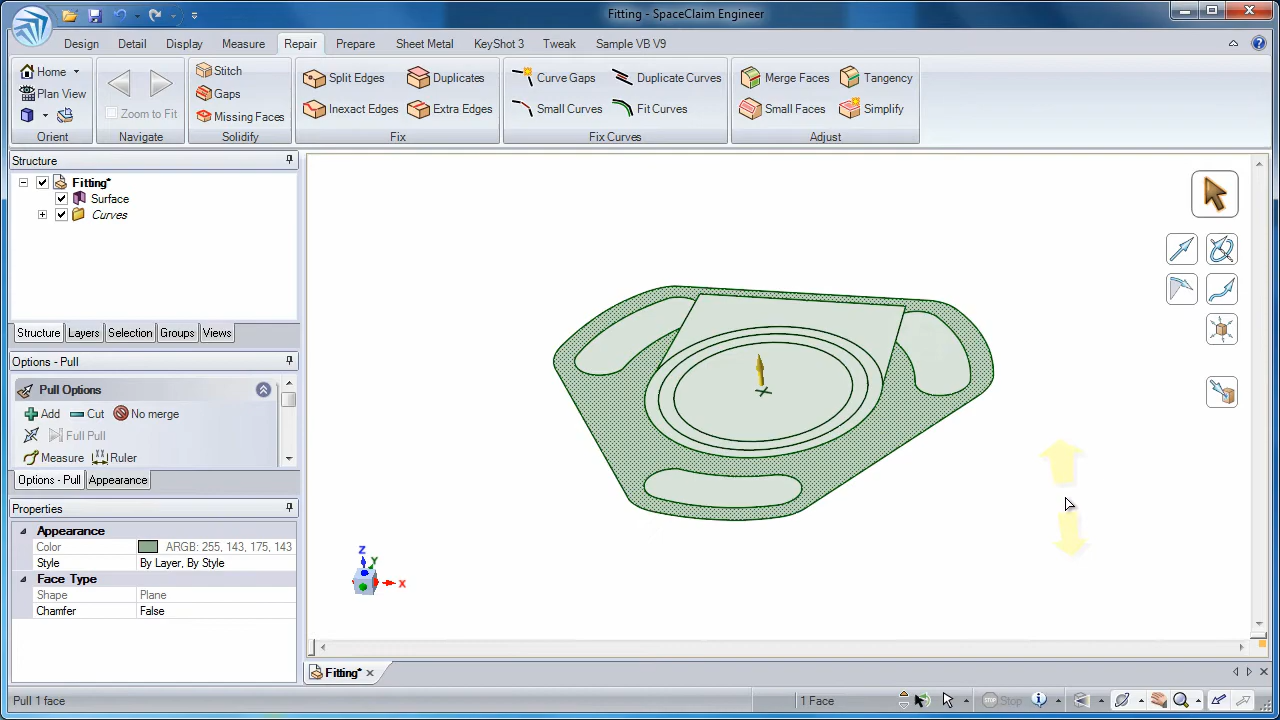 Fitting - SpaceClaim Engineer
Design Detail Display Measure Repair Prepare Sheet Metal KeyShot 3 Tweak Sample VB V9
Home Stitch Split Edges Duplicates Curve Gaps Duplicate Curves Merge Faces Tangency
Plan View Gaps
Zoom to Fit Missing Faces Inexact Edges Extra Edges Small Curves Fit Curves Small Faces Simplify
Orient Navigate Solidify Fix Fix Curves Adjust
Structure
Fitting*
Surface
Curves
Structure Layers Selection Groups Views
Options - Pull
Pull Options
Add Cut No merge
Full Pull
Measure Ruler
Options - Pull Appearance
Properties
Appearance
Color ARGB: 255, 143, 175, 143
Style By Layer, By Style
Face Type
Shape Plane
Chamfer False
Z
Y
X
Fitting*
Pull 1 face 1 Face Stop